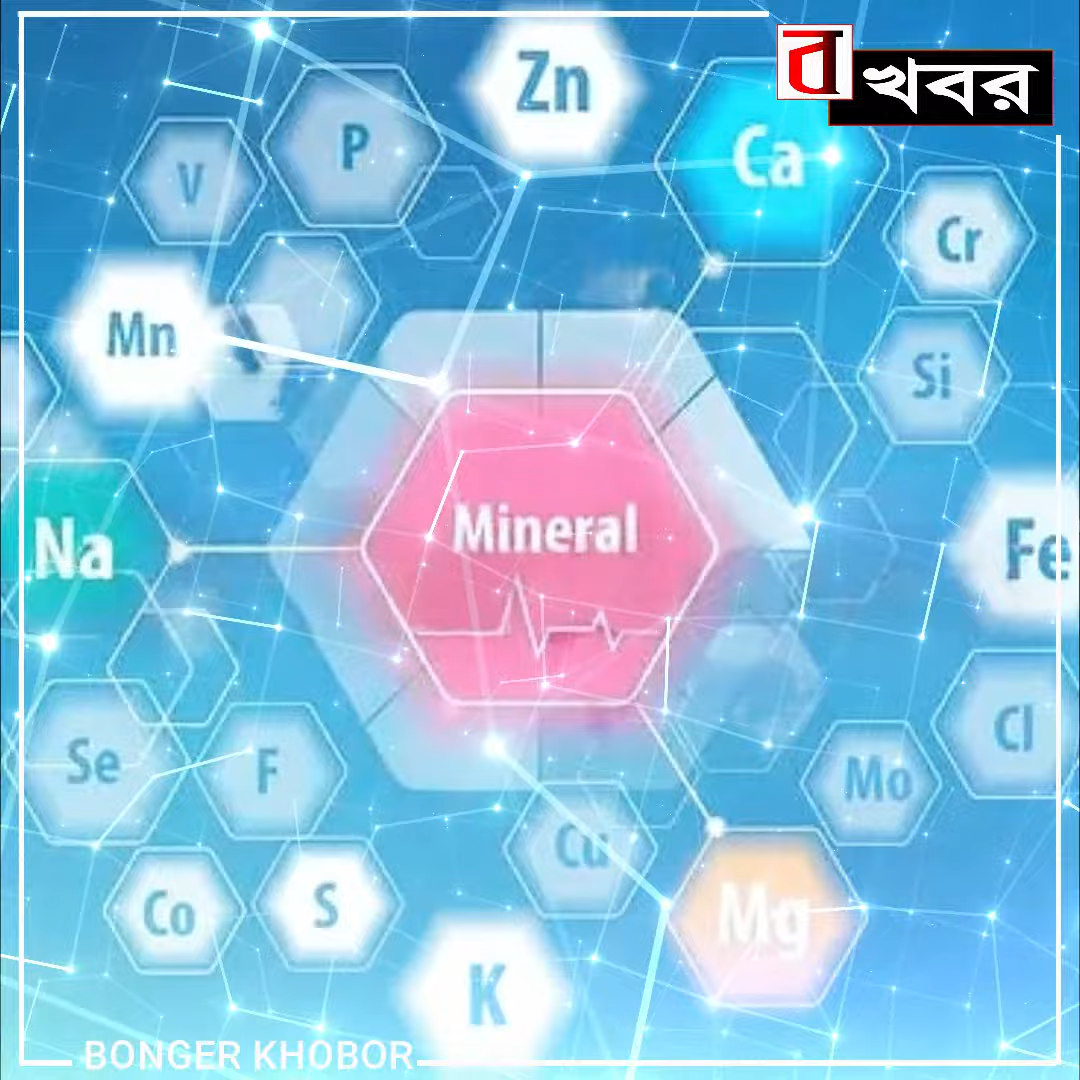 ব
খবর
Zn
P
Ca
V
Cr
Mn
Si
Mineral
Na
Fe
Se
F
Cl
Mo
Cu
Co
S
Mg
K
BONGER KHOBOR